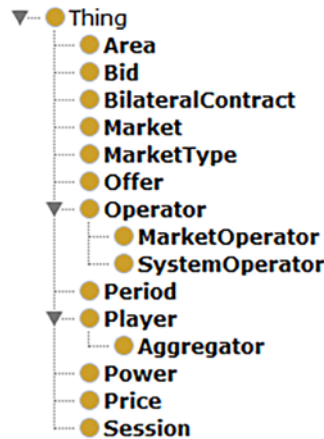 Thing
Area
Bid
BilateralContract
Market
MarketType
Offer
Operator
MarketOperator
SystemOperator
Period
Player
Aggregator
Power
Price
Session